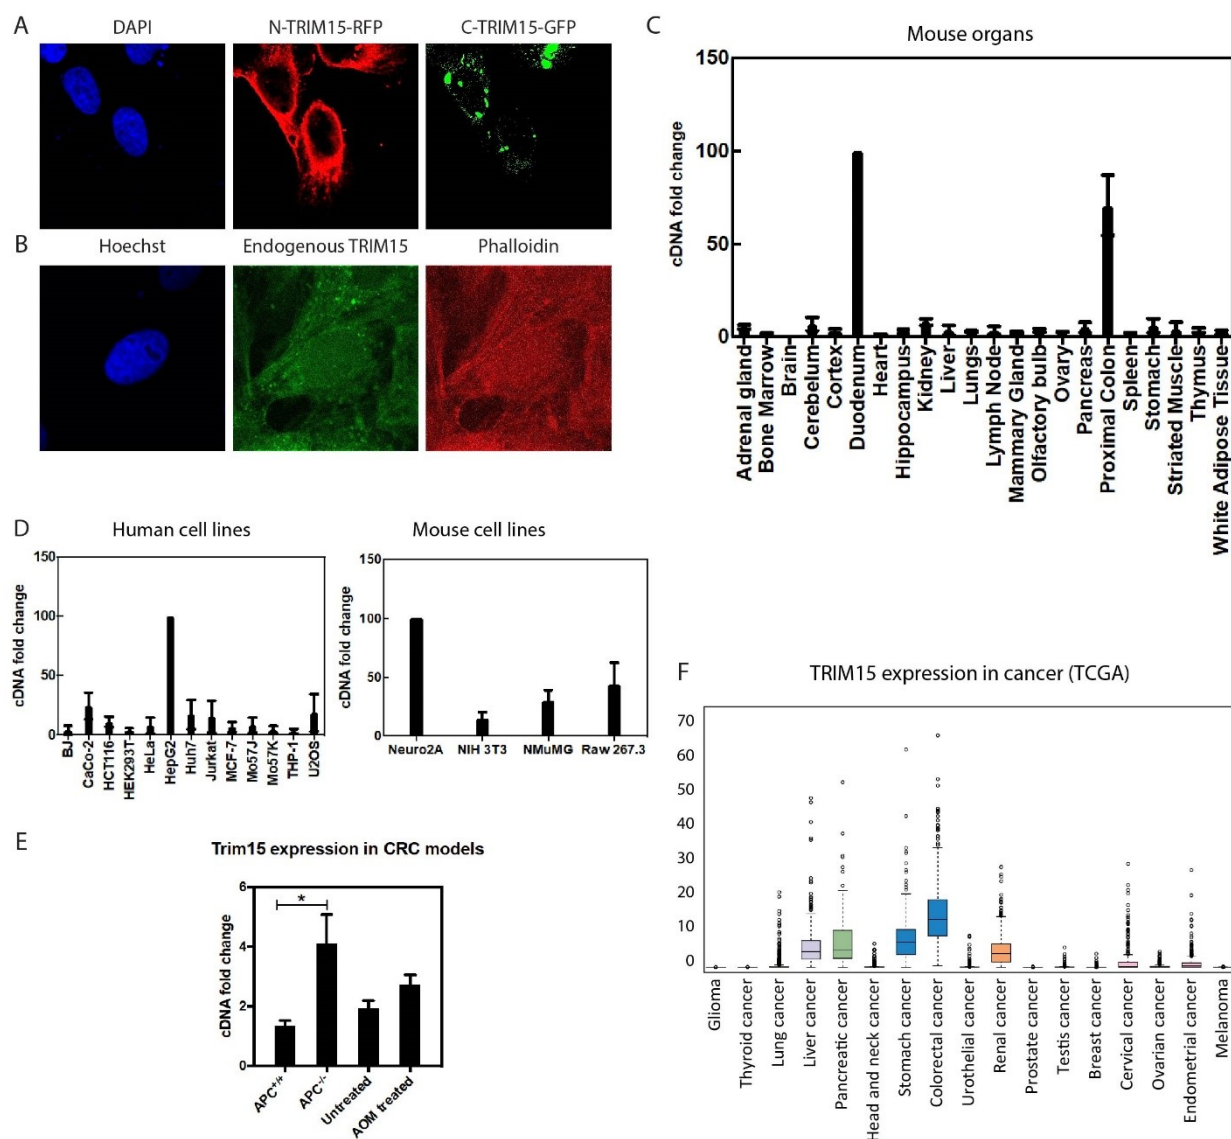 A
DAPI
N-TRIM15-RFP
C-TRIM15-GFP
B
Hoechst
Endogenous TRIM15
Phalloidin
C
Mouse organs
cDNA fold change
150
100
50
0
Adrenal gland
Bone Marrow
Brain
Cerebelum
Cortex
Duodenum
Heart
Hippocampus
Kidney
Liver
Lungs
Lymph Node
Mammary Gland
Olfactory bulb
Ovary
Pancreas
Proximal Colon
Spleen
Stomach
Striated Muscle
Thymus
White Adipose Tissue
D
Human cell lines
cDNA fold change
150
100
50
0
BJ
CaCo-2
HCT116
HEK293T
HeLa
HepG2
Huh7
Jurkat
MCF-7
Mo57J
Mo57K
THP-1
U2OS
Mouse cell lines
cDNA fold change
150
100
50
0
Neuro2A
NIH 3T3
NMuMG
Raw 267.3
E
Trim15 expression in CRC models
cDNA fold change
6
4
2
0
*
APC+/+
APC-/-
Untreated
AOM treated
F
TRIM15 expression in cancer (TCGA)
70
60
50
40
30
20
10
0
Glioma
Thyroid cancer
Lung cancer
Liver cancer
Pancreatic cancer
Head and neck cancer
Stomach cancer
Colorectal cancer
Urothelial cancer
Renal cancer
Prostate cancer
Testis cancer
Breast cancer
Cervical cancer
Ovarian cancer
Endometrial cancer
Melanoma